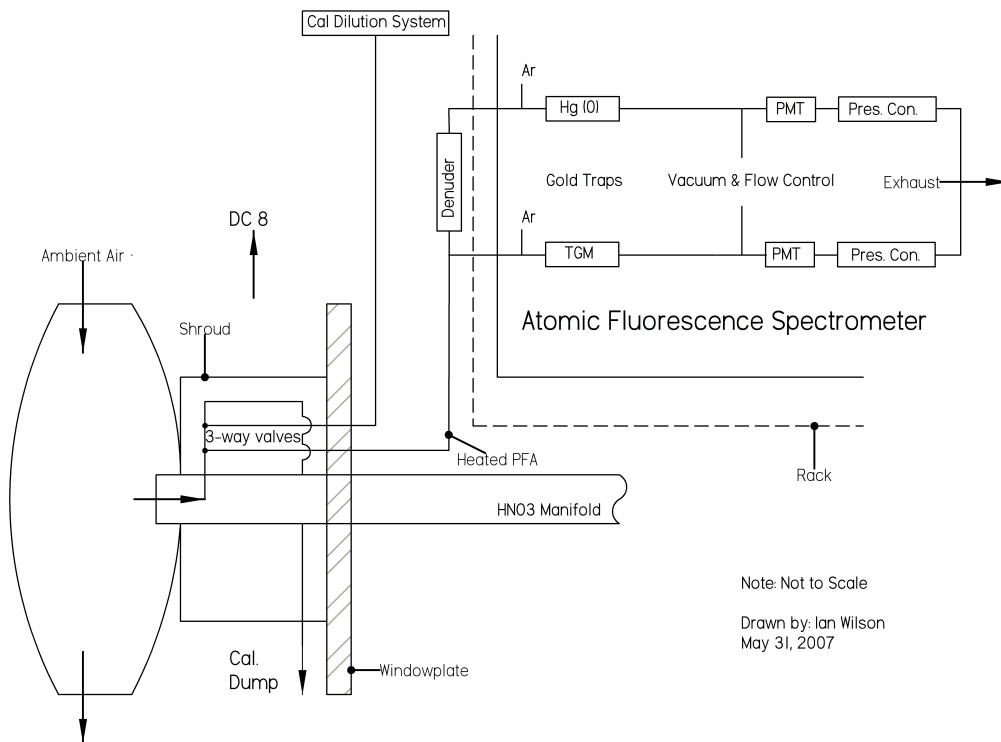 Cal Dilution System
Ar
Hg (0)
PMT
Pres. Con.
Denuder
Gold Traps
Vacuum & Flow Control
Exhaust
DC 8
Ar
Ambient Air
TGM
PMT
Pres. Con.
Shroud
Atomic Fluorescence Spectrometer
3-way valves
Heated PFA
Rack
HNO3 Manifold
Note: Not to Scale
Drawn by: Ian Wilson
May 31, 2007
Cal.
Dump
Windowplate